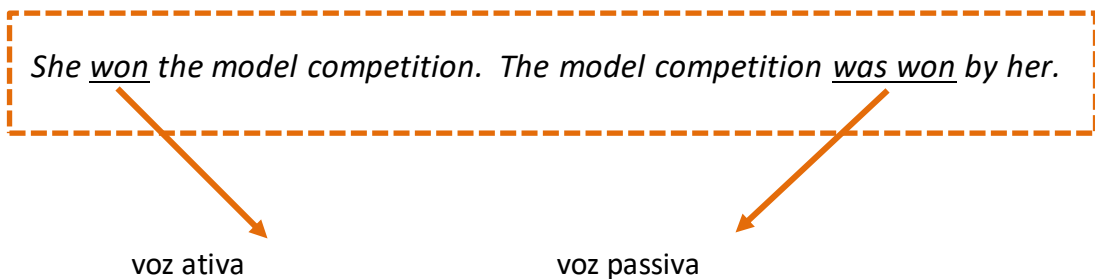 She won the model competition. The model competition was won by her.
voz ativa voz passiva